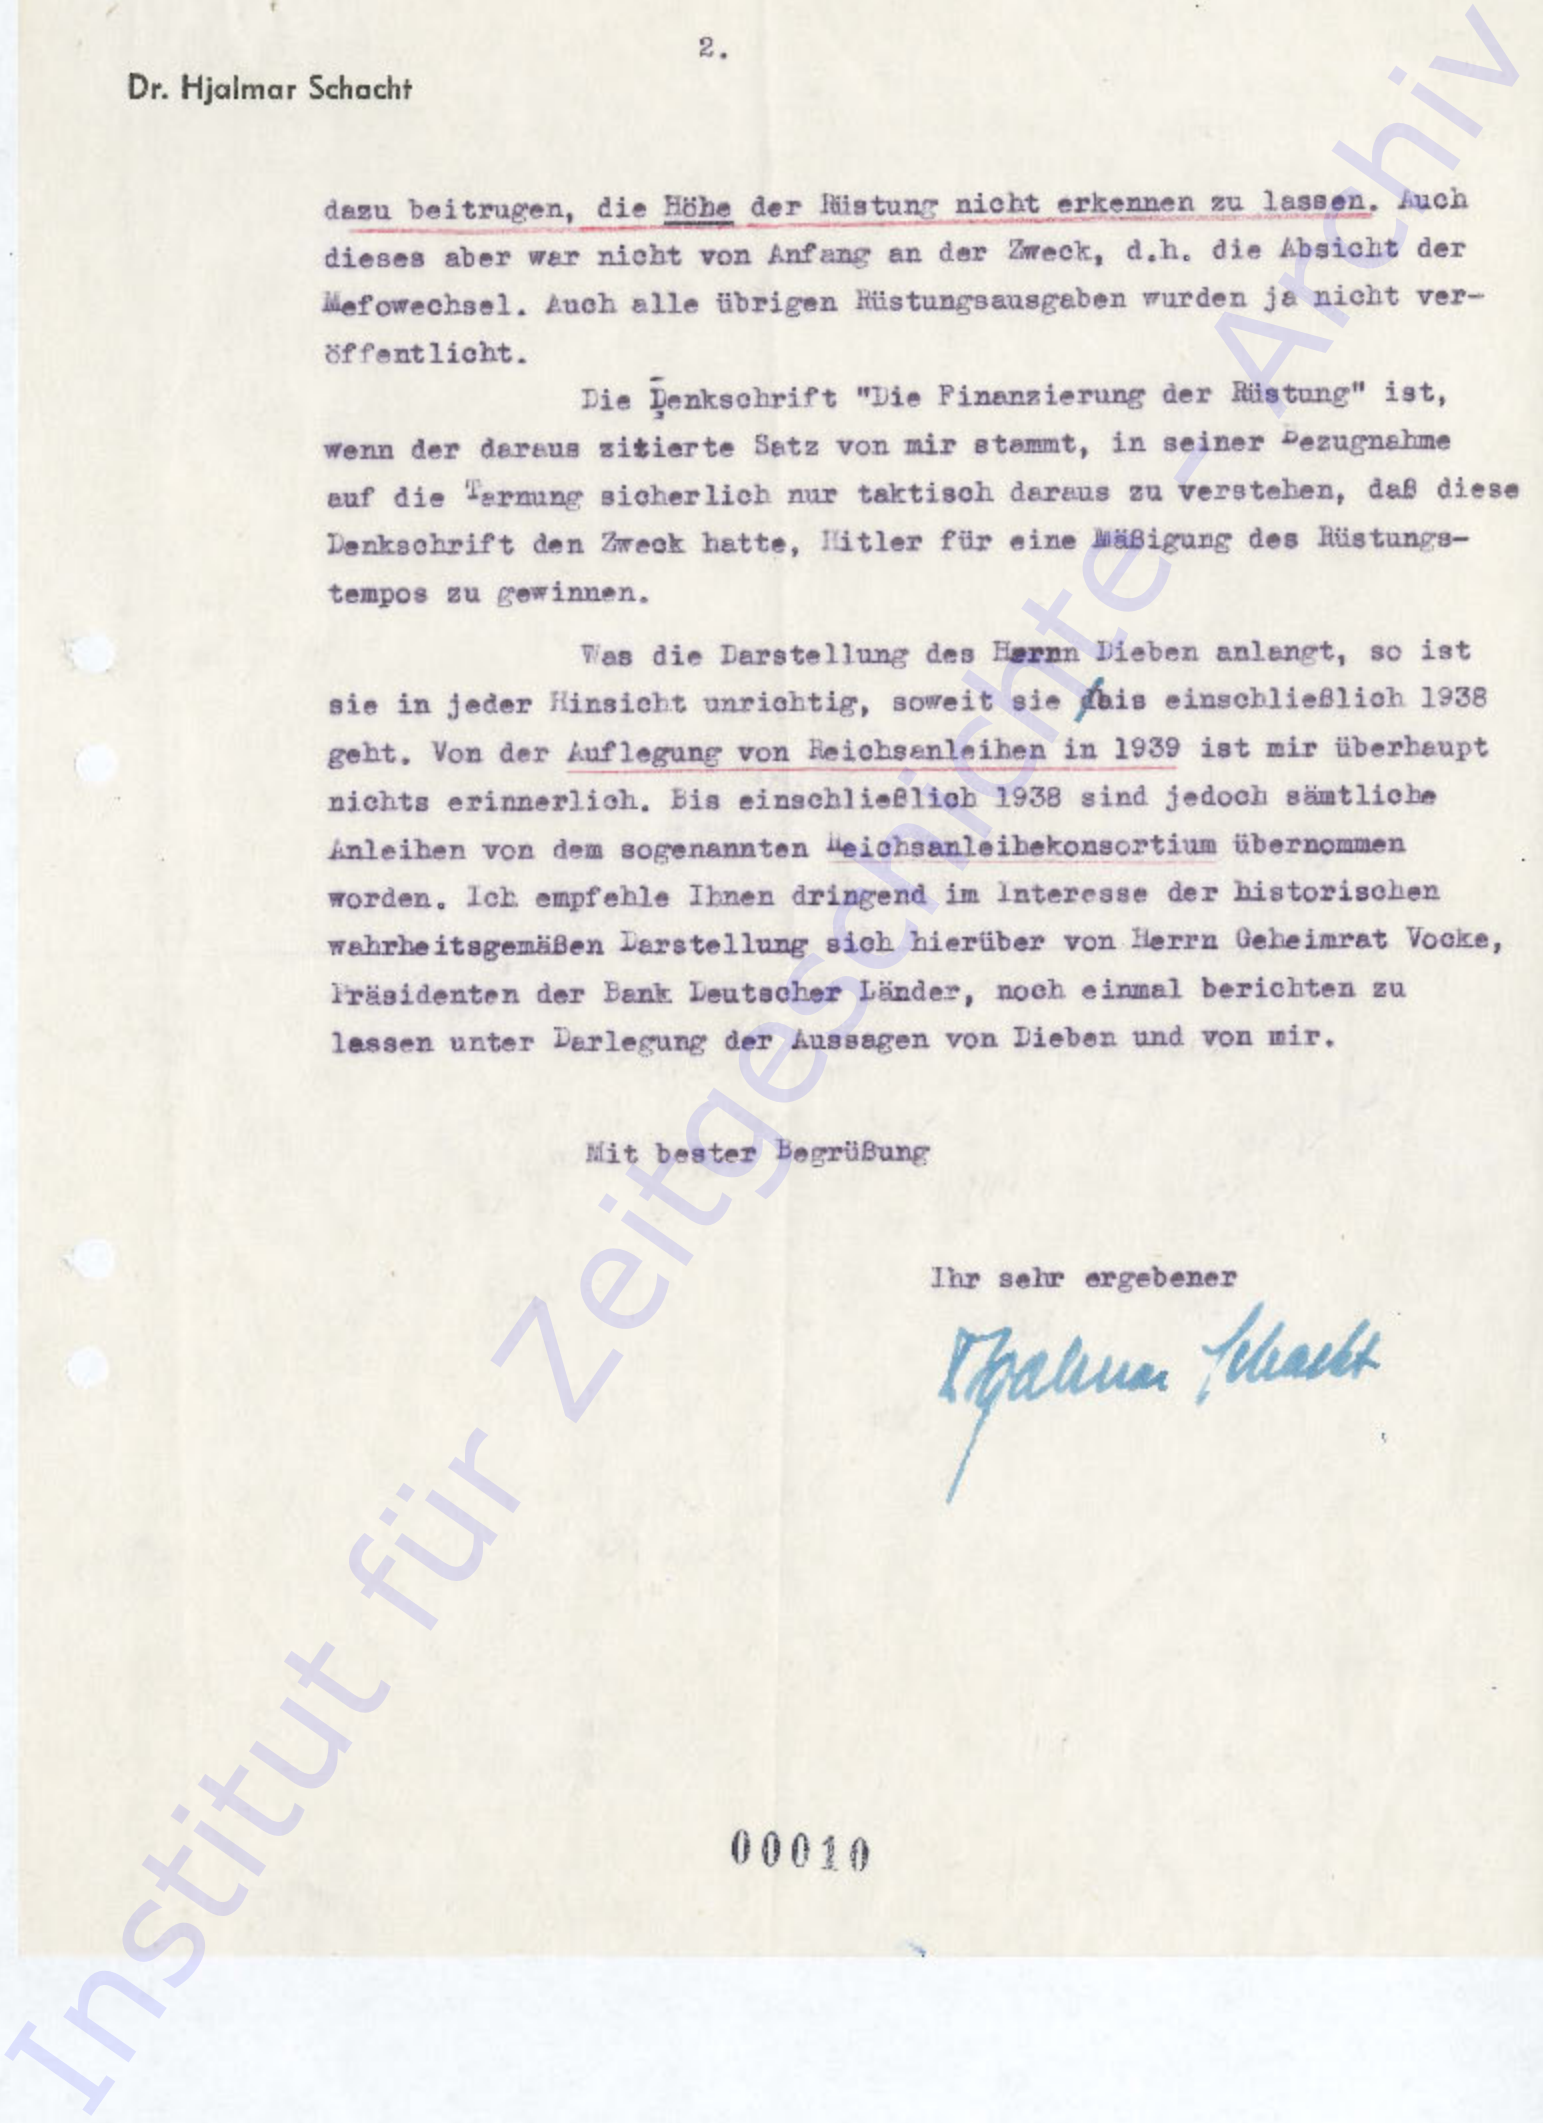 2.
Dr. Hjalmar Schacht
dazu beitrugen, die Höhe der Rüstung nicht erkennen zu lassen. Auch
dieses aber war nicht von Anfang an der Zweck, d.h. die Absicht der
Mefowechsel. Auch alle übrigen Rüstungsausgaben wurden ja nicht ver-
öffentlicht.
Die Denkschrift "Die Finanzierung der Rüstung" ist,
wenn der daraus zitierte Satz von mir stammt, in seiner Bezugnahme
auf die Tarnung sicherlich nur taktisch daraus zu verstehen, daß diese
Denkschrift den Zweck hatte, Hitler für eine Mäßigung des Rüstungs-
tempos zu gewinnen.
Was die Darstellung des Herrn Dieben anlangt, so ist
sie in jeder Hinsicht unrichtig, soweit sie bis einschließlich 1938
geht. Von der Auflegung von Reichsanleihen in 1939 ist mir überhaupt
nichts erinnerlich. Bis einschließlich 1938 sind jedoch sämtliche
Anleihen von dem sogenannten Reichsanleihekonsortium übernommen
worden. Ich empfehle Ihnen dringend im Interesse der historischen
wahrheitsgemäßen Darstellung sich hierüber von Herrn Geheimrat Vocke,
Präsidenten der Bank Deutscher Länder, noch einmal berichten zu
lassen unter Darlegung der Aussagen von Dieben und von mir.
Mit bester Begrüßung
Ihr sehr ergebener
Hjalmar Schacht
00010
Institut für Zeitgeschichte - Archiv